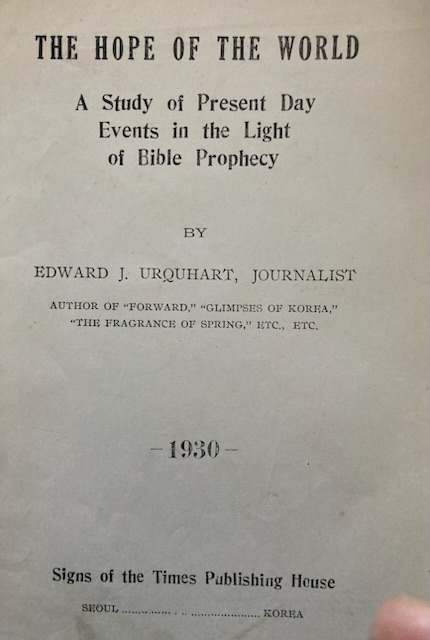 THE HOPE OF THE WORLD
A Study of Present Day
Events in the Light
of Bible Prophecy
BY
EDWARD J. URQUHART, JOURNALIST
AUTHOR OF "FORWARD," "GLIMPSES OF KOREA,"
"THE FRAGRANCE OF SPRING," ETC., ETC.
-1930-
Signs of the Times Publishing House
SEOUL ................ . .. ...................... KOREA